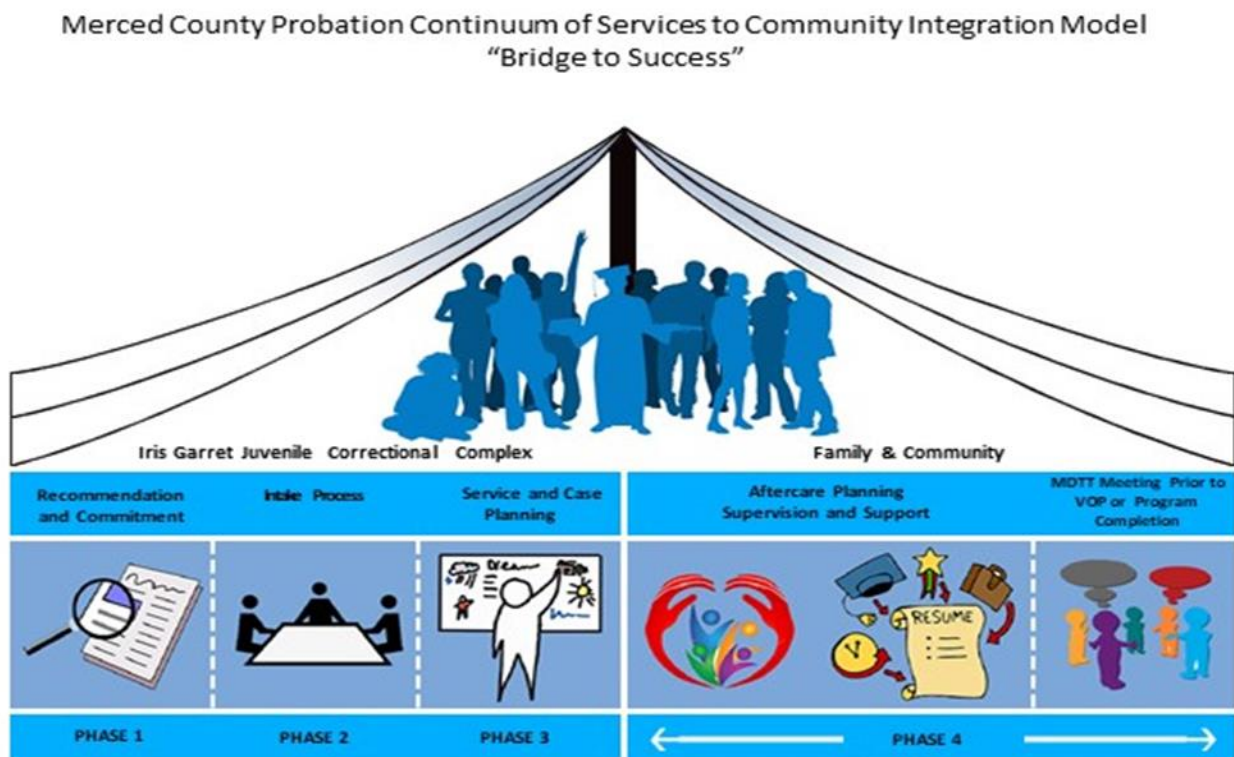 Merced County Probation Continuum of Services to Community Integration Model
“Bridge to Success”
Iris Garret Juvenile Correctional Complex
Family & Community
Recommendation
and Commitment
Intake Process
Service and Case
Planning
Aftercare Planning
Supervision and Support
MDTT Meeting Prior to
VOP or Program
Completion
Dream
RESUME
PHASE 1
PHASE 2
PHASE 3
PHASE 4